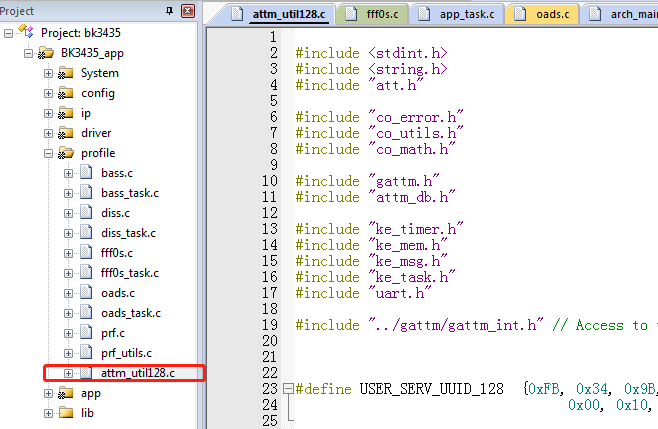 Project
Project: bk3435
BK3435_app
System
config
ip
driver
profile
bass.c
bass_task.c
diss.c
diss_task.c
fff0s.c
fff0s_task.c
oads.c
oads_task.c
prf.c
prf_utils.c
attm_util128.c
app
lib
attm_util128.c fff0s.c app_task.c oads.c arch_mai
1
2 #include <stdint.h>
3 #include <string.h>
4 #include "att.h"
5
6 #include "co_error.h"
7 #include "co_utils.h"
8 #include "co_math.h"
9
10 #include "gattm.h"
11 #include "attm_db.h"
12
13 #include "ke_timer.h"
14 #include "ke_mem.h"
15 #include "ke_msg.h"
16 #include "ke_task.h"
17 #include "uart.h"
18
19 #include "../gattm/gattm_int.h" // Access to
20
21
22
23 #define USER_SERV_UUID_128 {0xFB, 0x34, 0x9B,
24 0x00, 0x10,
25